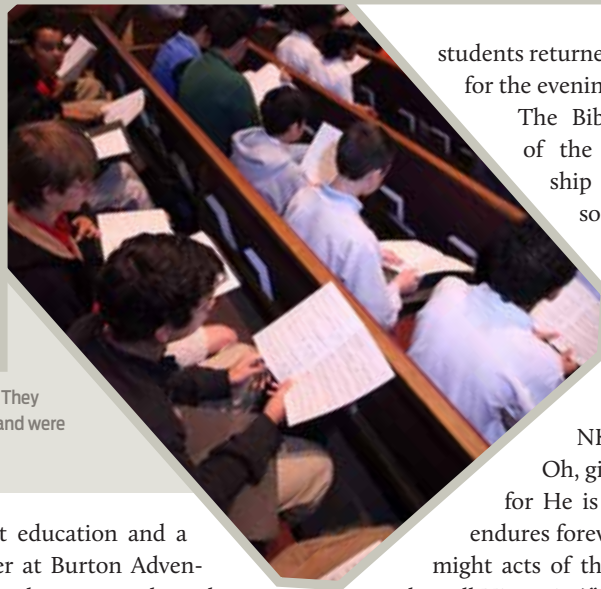 They
and were
t education and a
er at Burton Adven-
students returne
for the evenin
The Bib
of the
ship
so
Oh, gi
for He is
endures forev
might acts of th